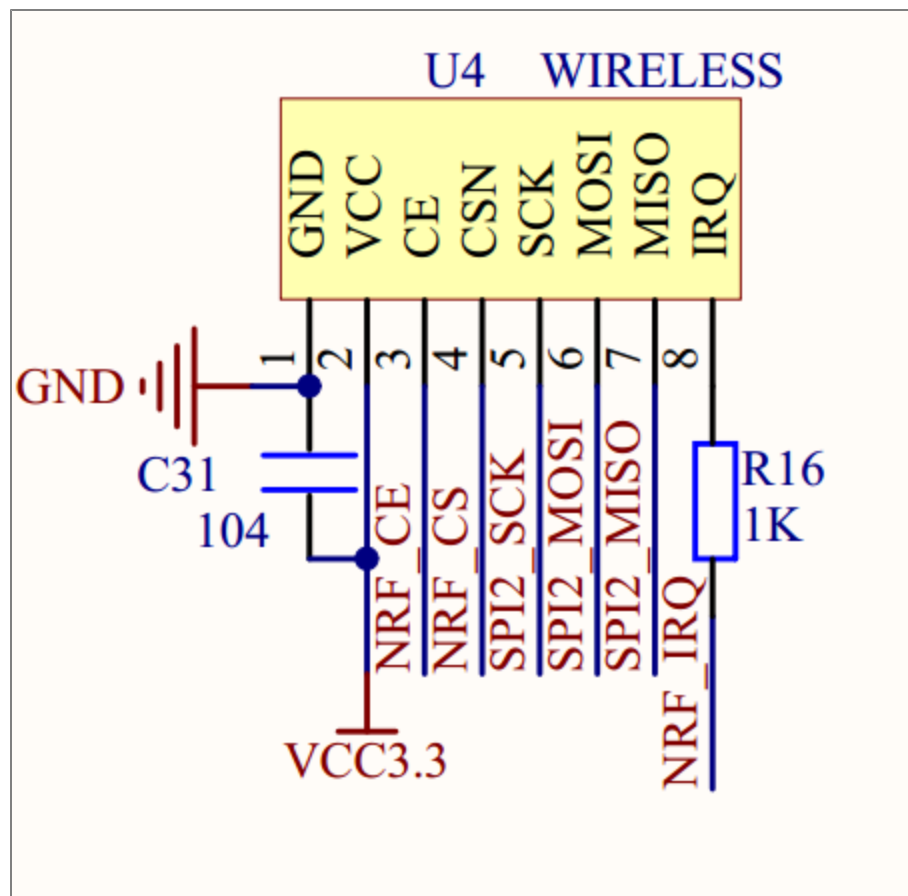 U4 WIRELESS
GND
VCC
CE
CSN
SCK
MOSI
MISO
IRQ
1
2
3
4
5
6
7
8
GND
C31
104
NRF_CE
NRF_CS
SPI2_SCK
SPI2_MOSI
SPI2_MISO
NRF_IRQ
R16
1K
VCC3.3